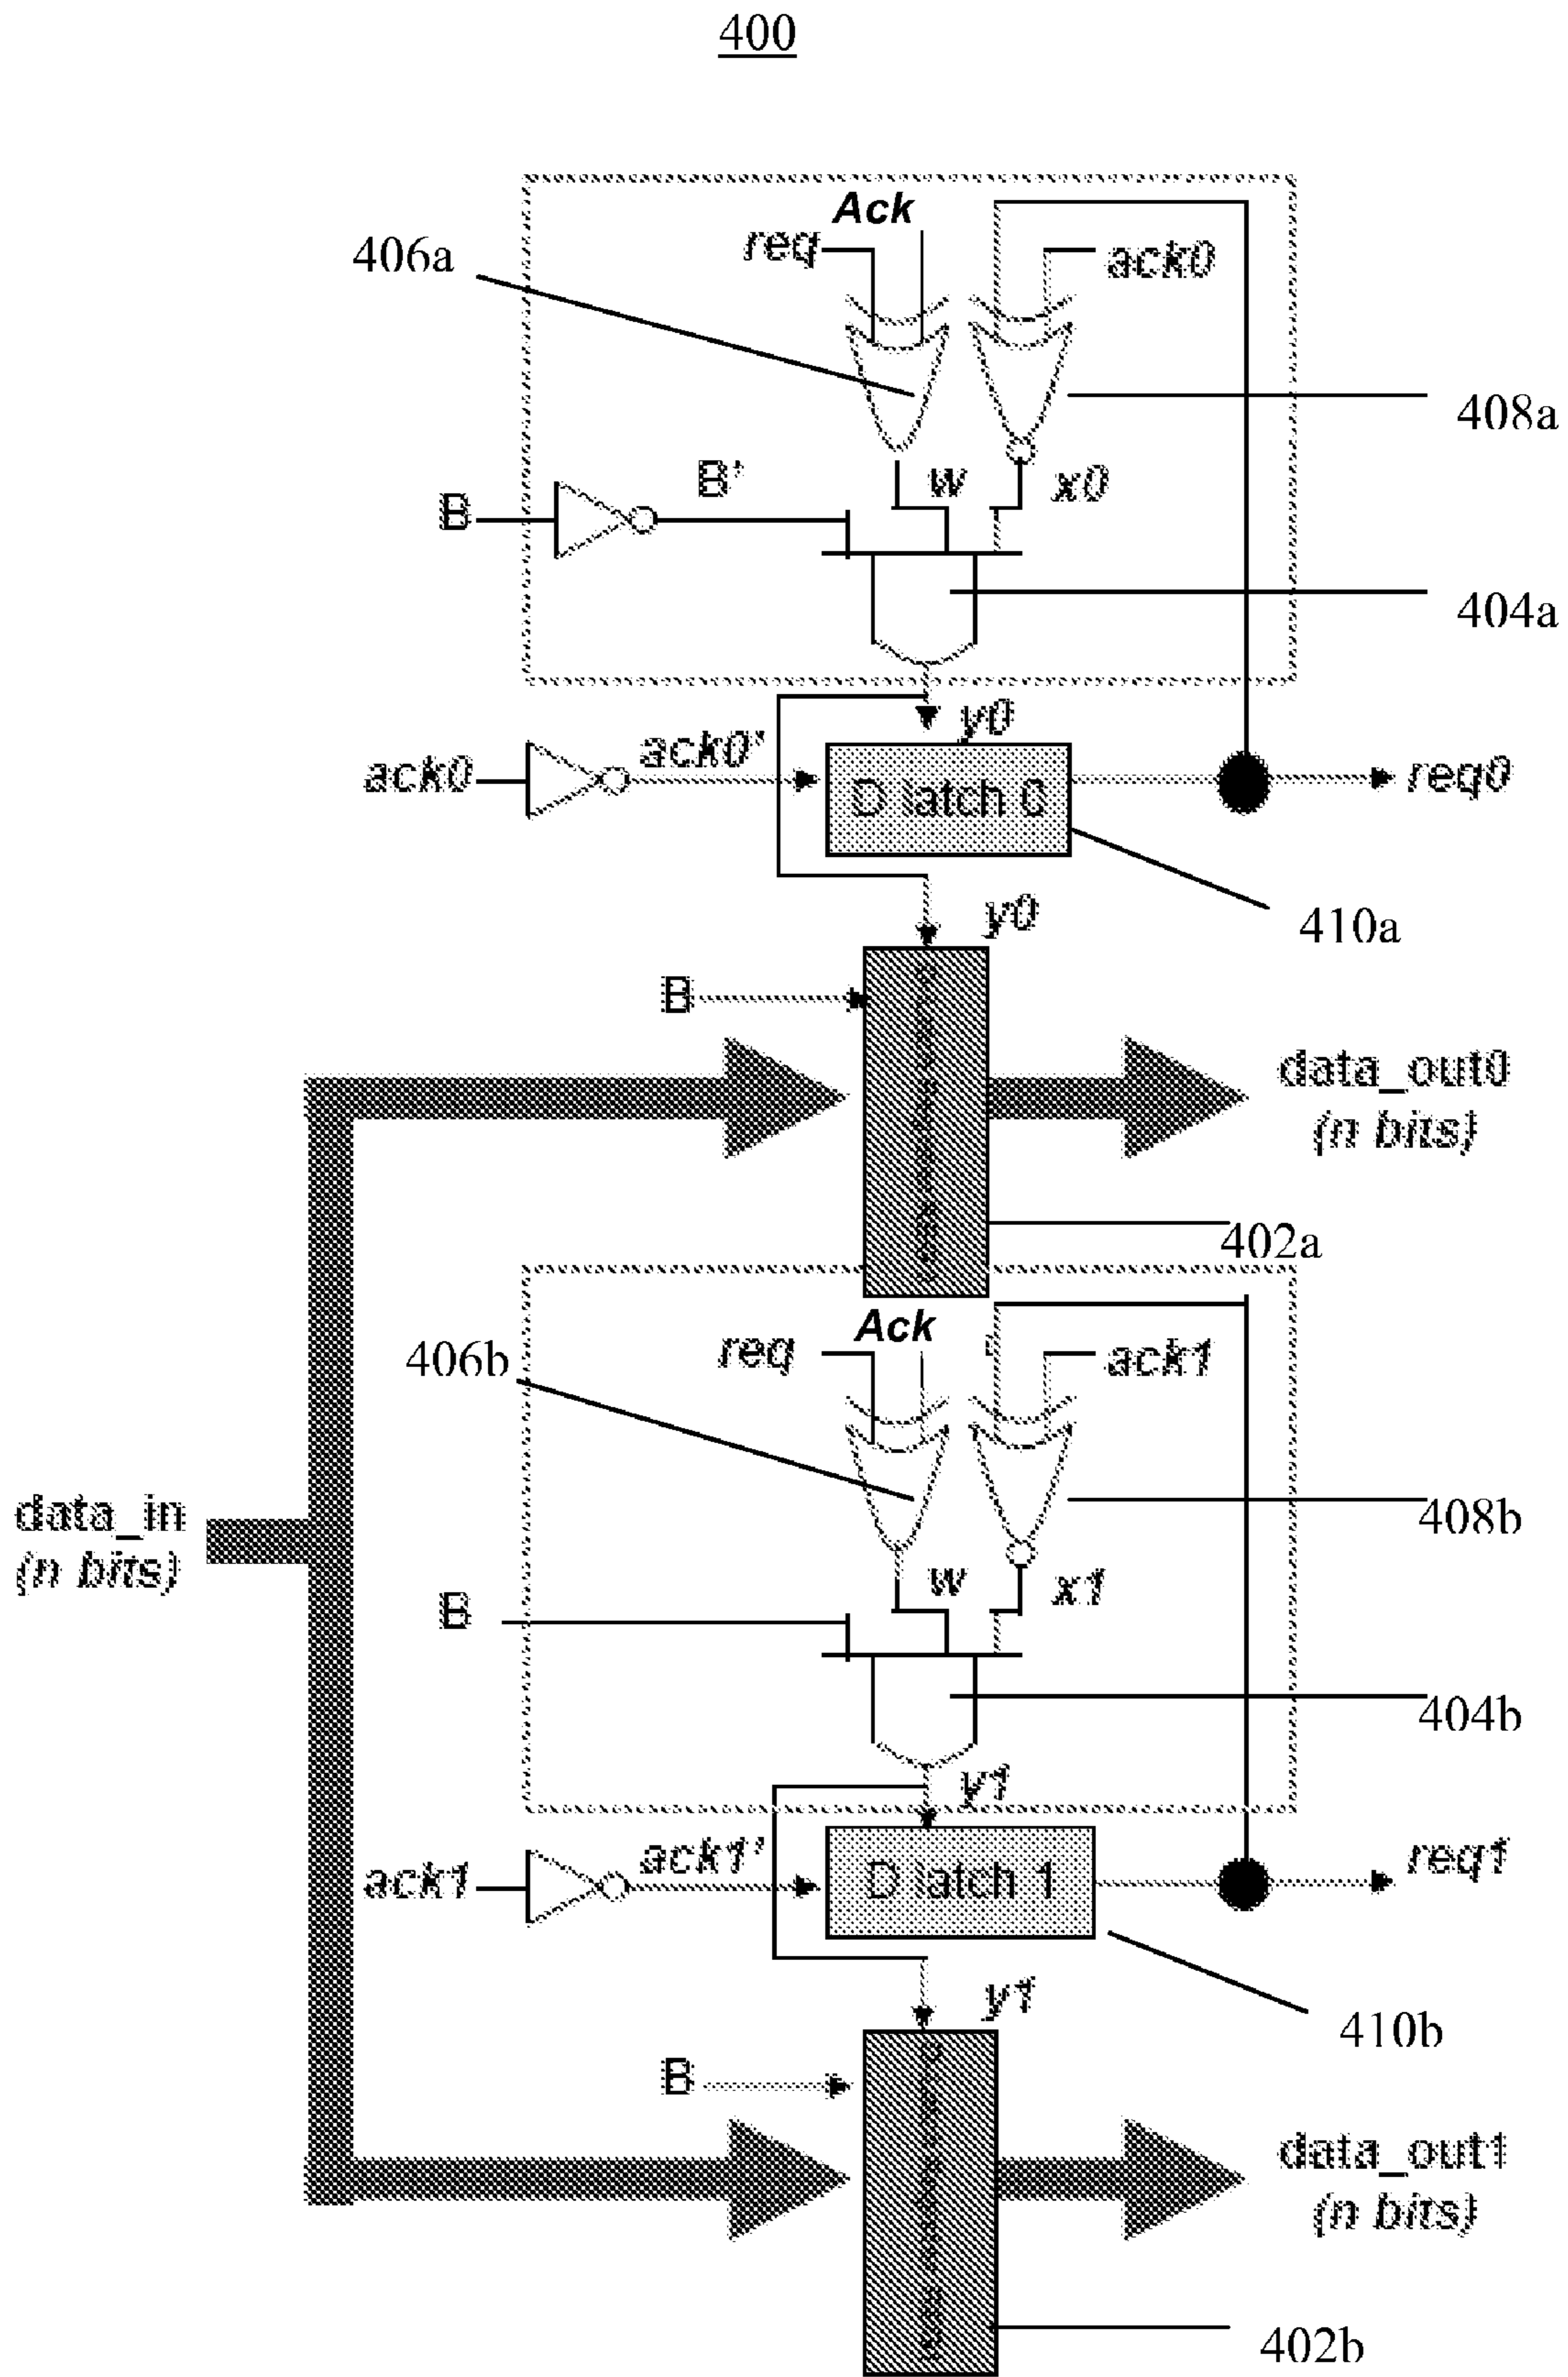 400
Ack
req
ack0
406a
408a
B
B'
w
x0
404a
y0
ack0
ack0'
D latch 0
req0
y0
410a
B
data_out0
(n bits)
402a
Ack
req
ack1
406b
data_in
(n bits)
408b
B
w
x1
404b
y1
ack1
ack1'
D latch 1
req1
y1
410b
B
data_out1
(n bits)
402b